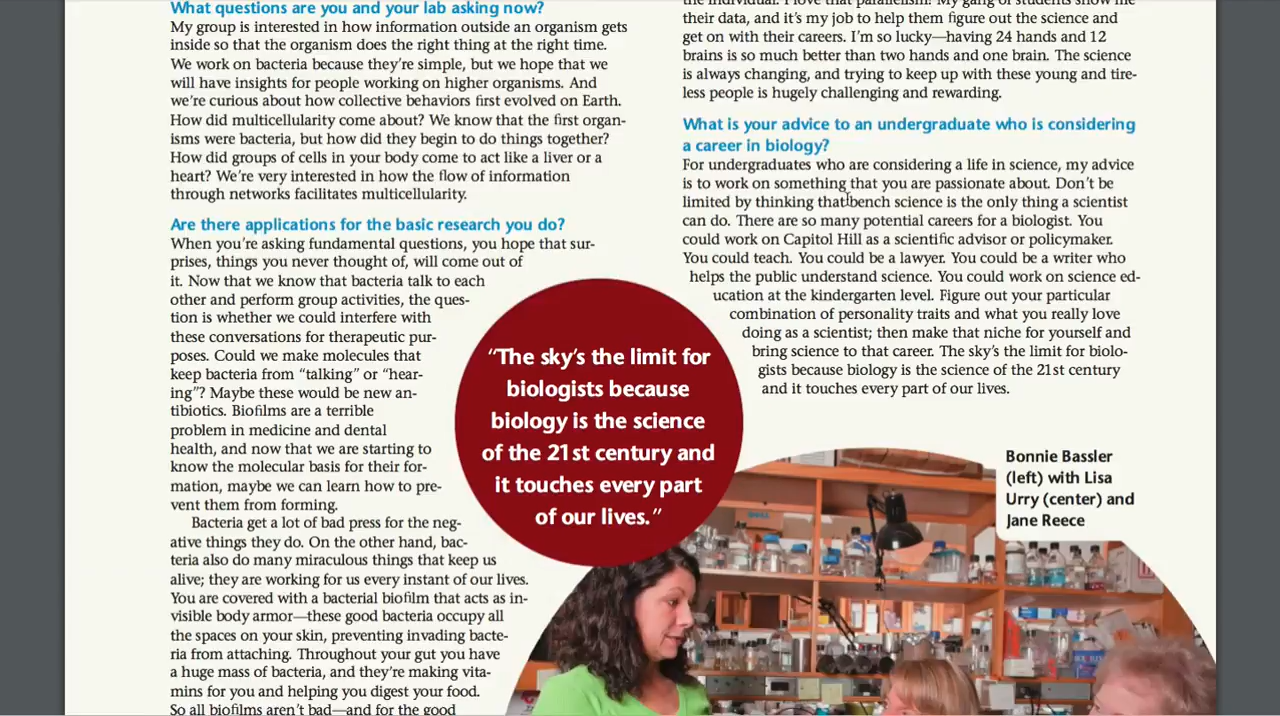 What questions are you and your lab asking now?
My group is interested in how information outside an organism gets
inside so that the organism does the right thing at the right time.
We work on bacteria because they're simple, but we hope that we
will have insights for people working on higher organisms. And
we're curious about how collective behaviors first evolved on Earth.
How did multicellularity come about? We know that the first organ-
isms were bacteria, but how did they begin to do things together?
How did groups of cells in your body come to act like a liver or a
heart? We're very interested in how the flow of information
through networks facilitates multicellularity.
Are there applications for the basic research you do?
When you're asking fundamental questions, you hope that sur-
prises, things you never thought of, will come out of
it. Now that we know that bacteria talk to each
other and perform group activities, the ques-
tion is whether we could interfere with
these conversations for therapeutic pur-
poses. Could we make molecules that
keep bacteria from “talking” or “hear-
ing”? Maybe these would be new an-
tibiotics. Biofilms are a terrible
problem in medicine and dental
health, and now that we are starting to
know the molecular basis for their for-
mation, maybe we can learn how to pre-
vent them from forming.
Bacteria get a lot of bad press for the neg-
ative things they do. On the other hand, bac-
teria also do many miraculous things that keep us
alive; they are working for us every instant of our lives.
You are covered with a bacterial biofilm that acts as in-
visible body armor—these good bacteria occupy all
the spaces on your skin, preventing invading bacte-
ria from attaching. Throughout your gut you have
a huge mass of bacteria, and they're making vita-
mins for you and helping you digest your food.
So all biofilms aren't bad—and for the good
the individual. I love that parallelism! My gang of students show me
their data, and it's my job to help them figure out the science and
get on with their careers. I'm so lucky—having 24 hands and 12
brains is so much better than two hands and one brain. The science
is always changing, and trying to keep up with these young and tire-
less people is hugely challenging and rewarding.
What is your advice to an undergraduate who is considering
a career in biology?
For undergraduates who are considering a life in science, my advice
is to work on something that you are passionate about. Don't be
limited by thinking that bench science is the only thing a scientist
can do. There are so many potential careers for a biologist. You
could work on Capitol Hill as a scientific advisor or policymaker.
You could teach. You could be a lawyer. You could be a writer who
helps the public understand science. You could work on science ed-
ucation at the kindergarten level. Figure out your particular
combination of personality traits and what you really love
doing as a scientist; then make that niche for yourself and
bring science to that career. The sky's the limit for biolo-
gists because biology is the science of the 21st century
and it touches every part of our lives.
“The sky's the limit for
biologists because
biology is the science
of the 21st century and
it touches every part
of our lives.”
Bonnie Bassler
(left) with Lisa
Urry (center) and
Jane Reece